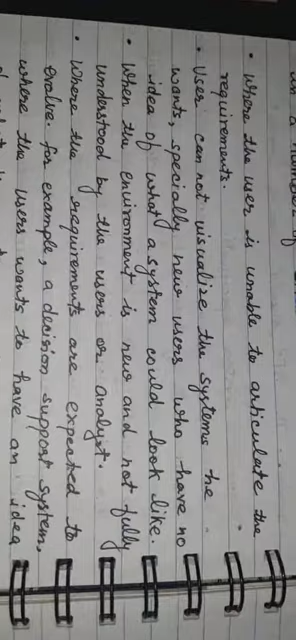 in a number of
• Where the user is unable to articulate the
requirements.
• User can not visualize the systems he
wants, specially new users who have no
idea of what a system could look like.
• When the environment is new and not fully
understood by the users or analyst.
• Where the requirements are expected to
evolve. for example, a decision support system,
where the users wants to have an idea